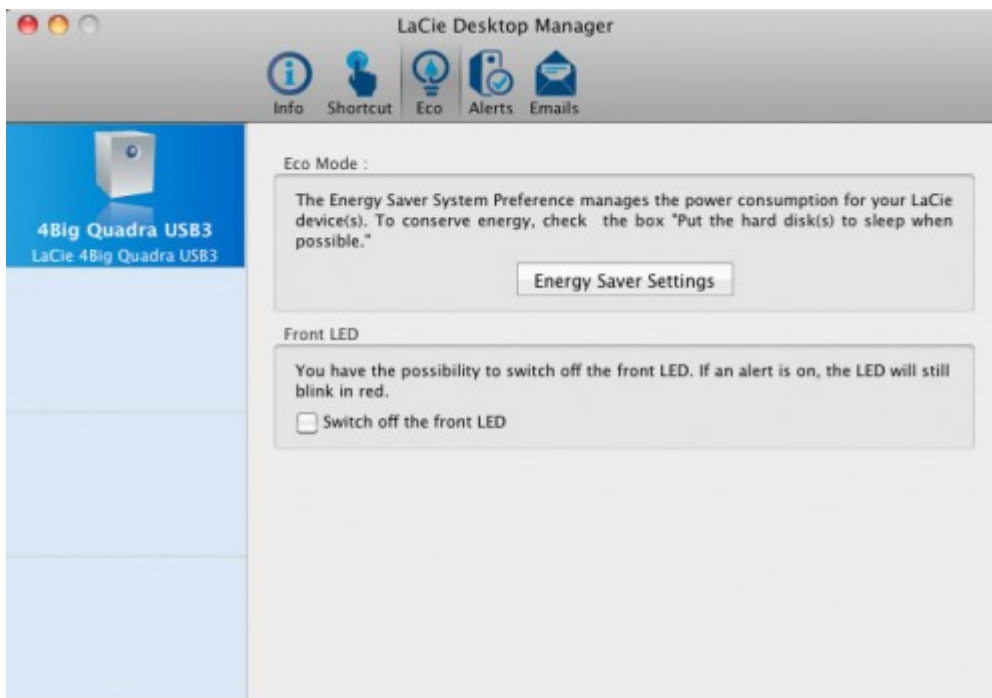 LaCie Desktop Manager
Info Shortcut Eco Alerts Emails
4Big Quadra USB3
LaCie 4Big Quadra USB3
Eco Mode :
The Energy Saver System Preference manages the power consumption for your LaCie
device(s). To conserve energy, check the box "Put the hard disk(s) to sleep when
possible."
Energy Saver Settings
Front LED
You have the possibility to switch off the front LED. If an alert is on, the LED will still
blink in red.
Switch off the front LED